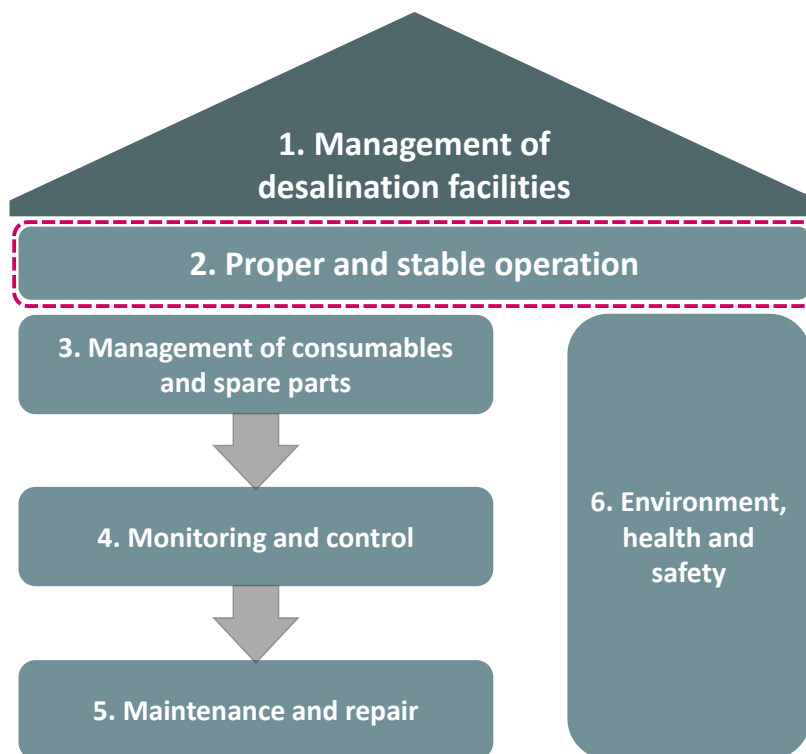 1. Management of
desalination facilities
2. Proper and stable operation
3. Management of consumables
and spare parts
4. Monitoring and control
5. Maintenance and repair
6. Environment,
health and
safety